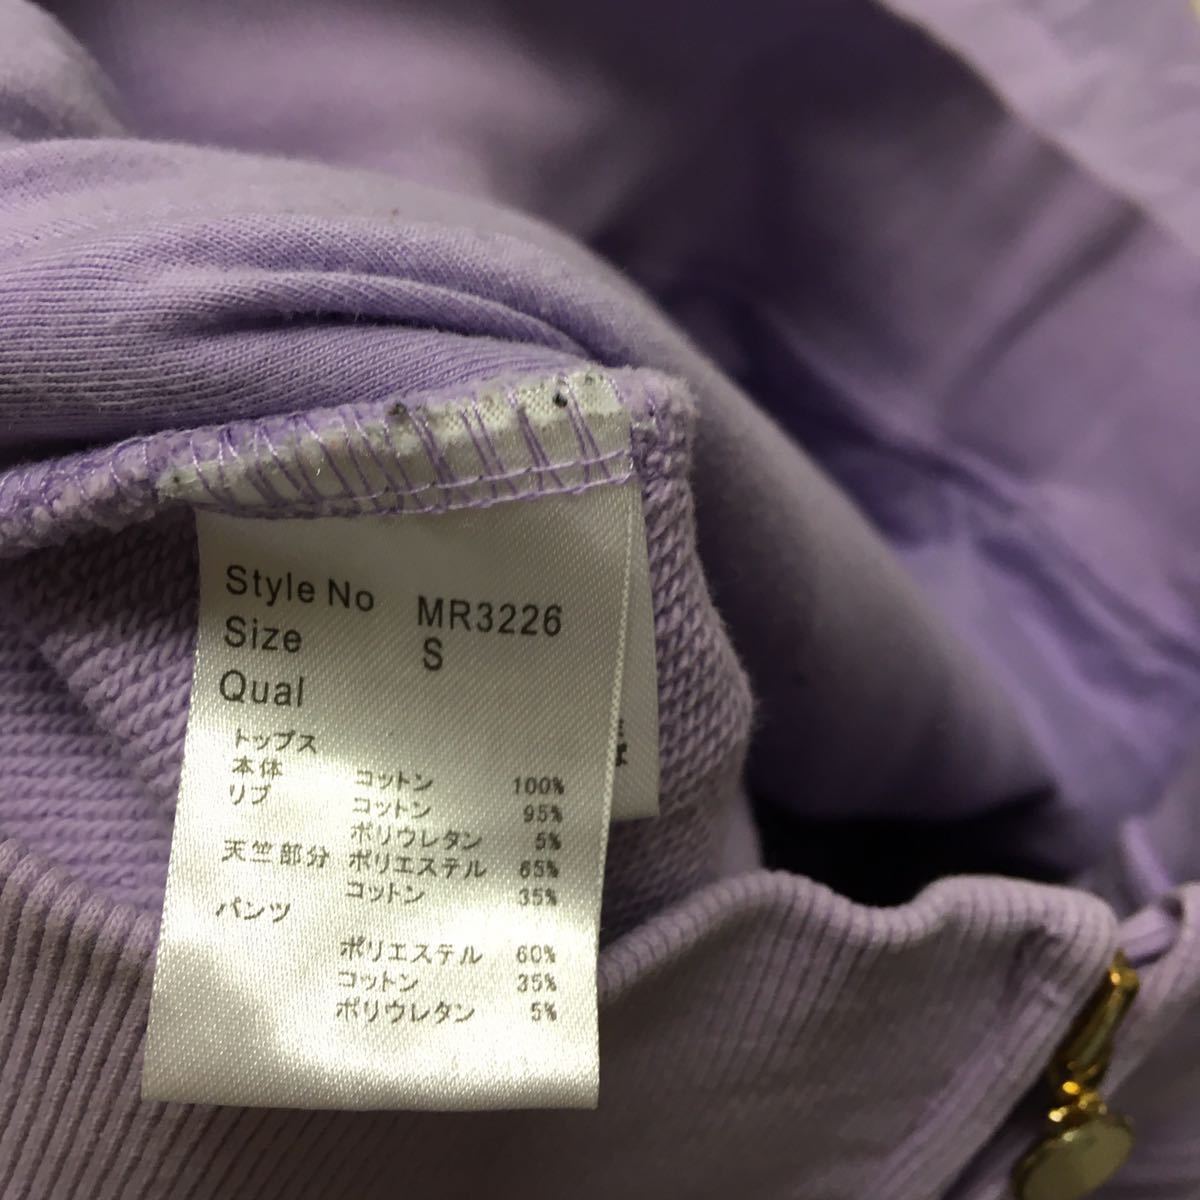 Style No MR3226
Size S
Qual
トップス
本体 コットン 100%
リブ コットン 95%
ポリウレタン 5%
天竺部分 ポリエステル 65%
コットン 35%
パンツ
ポリエステル 60%
コットン 35%
ポリウレタン 5%